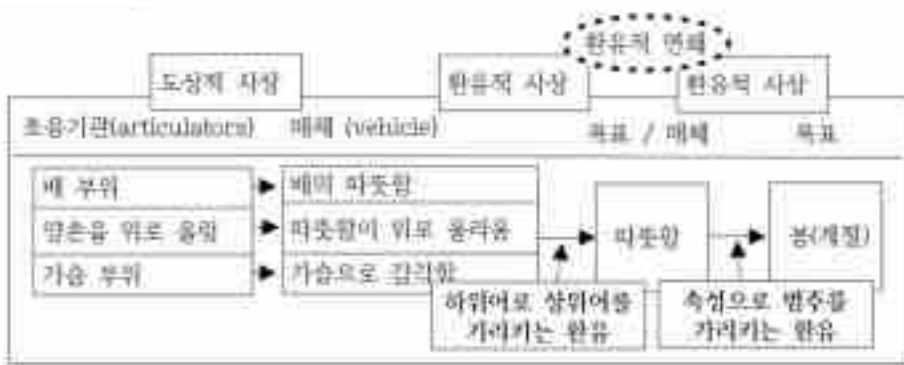 환유적 연쇄
도상적 사상
환유적 사상
환유적 사상
조음기관(articulators)
매체 (vehicle)
목표 / 매체
목표
배 부위
배의 따뜻함
양손을 위로 올림
따뜻함이 위로 올라옴
따뜻함
봄(계절)
가슴 부위
가슴으로 감각함
하위어로 상위어를
가리키는 환유
속성으로 범주를
가리키는 환유